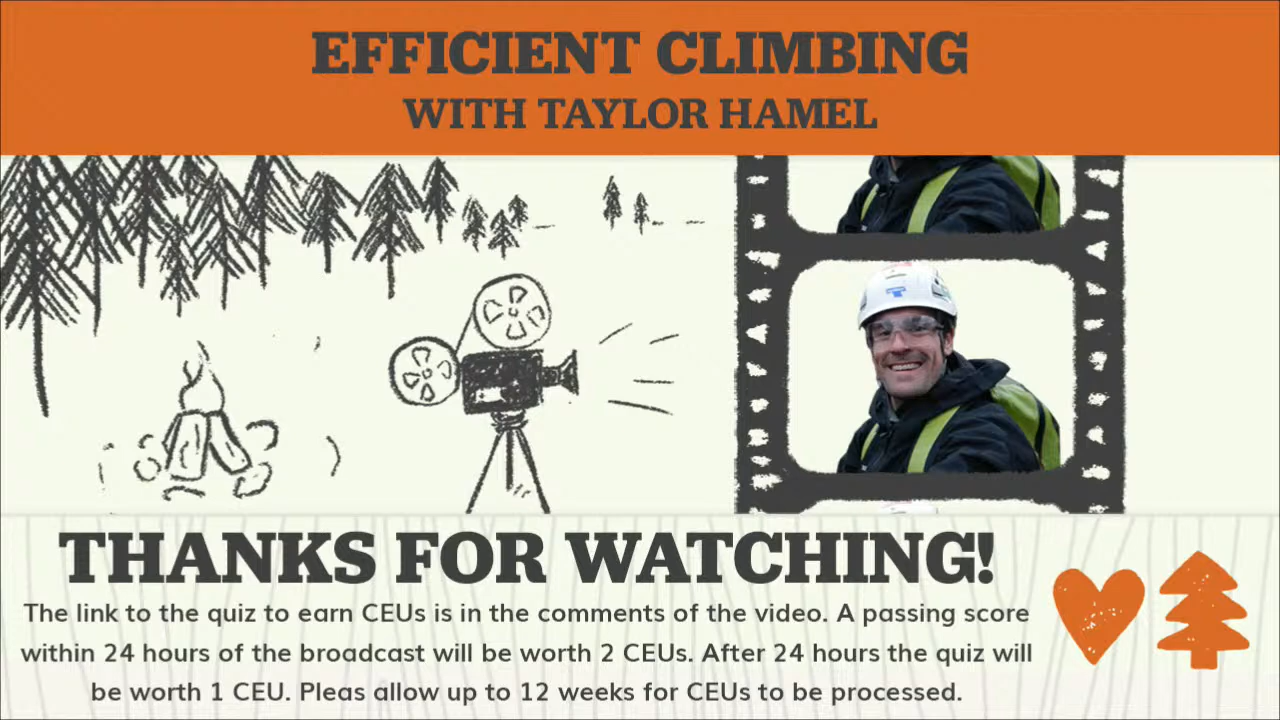 EFFICIENT CLIMBING
WITH TAYLOR HAMEL
THANKS FOR WATCHING!
The link to the quiz to earn CEUs is in the comments of the video. A passing score
within 24 hours of the broadcast will be worth 2 CEUs. After 24 hours the quiz will
be worth 1 CEU. Pleas allow up to 12 weeks for CEUs to be processed.